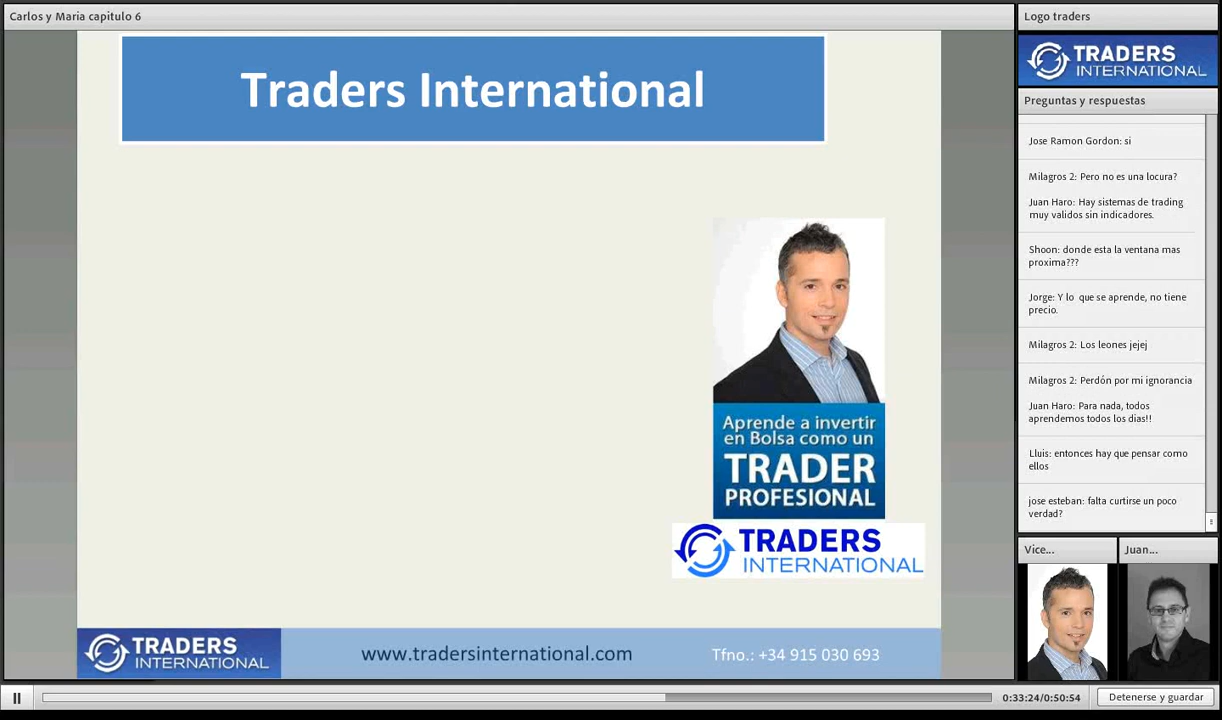 Carlos y Maria capitulo 6
Traders International
Aprende a invertir
en Bolsa como un
TRADER
PROFESIONAL
TRADERS
INTERNATIONAL
TRADERS
INTERNATIONAL
www.tradersinternational.com
Tfno.: +34 915 030 693
Logo traders
TRADERS
INTERNATIONAL
Preguntas y respuestas
Jose Ramon Gordon: si
Milagros 2: Pero no es una locura?
Juan Haro: Hay sistemas de trading
muy validos sin indicadores.
Shoon: donde esta la ventana mas
proxima???
Jorge: Y lo que se aprende, no tiene
precio.
Milagros 2: Los leones jejej
Milagros 2: Perdón por mi ignorancia
Juan Haro: Para nada, todos
aprendemos todos los dias!!
Lluis: entonces hay que pensar como
ellos
jose esteban: falta curtirse un poco
verdad?
Vice...
Juan...
0:33:24/0:50:54
Detenerse y guardar